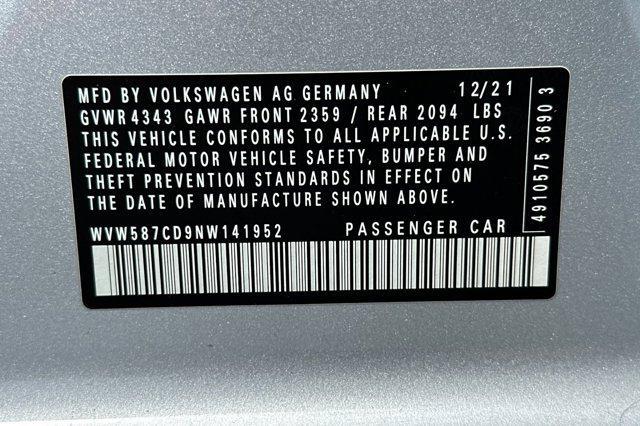 MFD BY VOLKSWAGEN AG GERMANY 12/21
GVWR 4343 GAWR FRONT 2359 / REAR 2094 LBS
THIS VEHICLE CONFORMS TO ALL APPLICABLE U.S.
FEDERAL MOTOR VEHICLE SAFETY, BUMPER AND
THEFT PREVENTION STANDARDS IN EFFECT ON
THE DATE OF MANUFACTURE SHOWN ABOVE.
WVW587CD9NW141952 PASSENGER CAR
4910575 3690 3